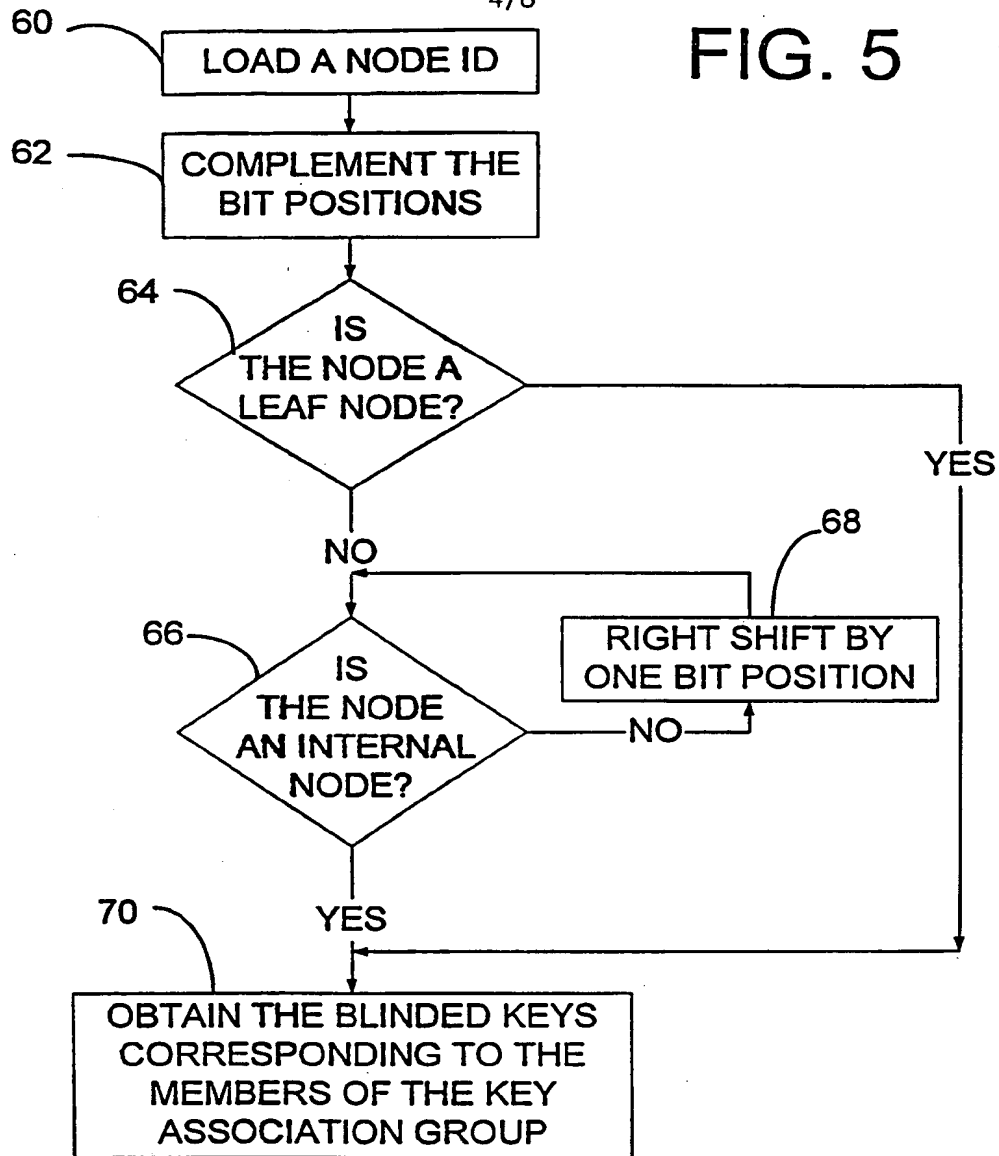 4/8
FIG. 5
60
LOAD A NODE ID
62
COMPLEMENT THE
BIT POSITIONS
64
IS
THE NODE A
LEAF NODE?
YES
NO
68
66
RIGHT SHIFT BY
ONE BIT POSITION
IS
THE NODE
AN INTERNAL
NODE?
NO
YES
70
OBTAIN THE BLINDED KEYS
CORRESPONDING TO THE
MEMBERS OF THE KEY
ASSOCIATION GROUP